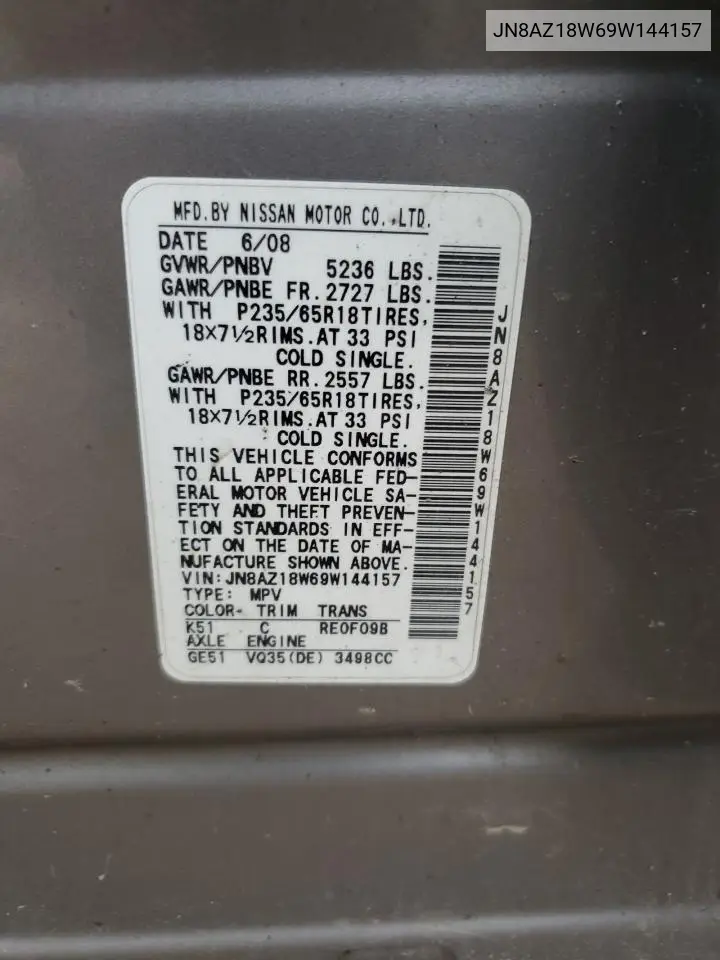 JN8AZ18W69W144157
MFD.BY NISSAN MOTOR CO.,LTD.
DATE 6/08
GVWR/PNBV 5236 LBS.
GAWR/PNBE FR. 2727 LBS.
WITH P235/65R18TIRES,
18X7½RIMS.AT 33 PSI
COLD SINGLE.
GAWR/PNBE RR. 2557 LBS.
WITH P235/65R18TIRES,
18X7½RIMS.AT 33 PSI
COLD SINGLE.
THIS VEHICLE CONFORMS
TO ALL APPLICABLE FED-
ERAL MOTOR VEHICLE SA-
FETY AND THEFT PREVEN-
TION STANDARDS IN EFF-
ECT ON THE DATE OF MA-
NUFACTURE SHOWN ABOVE.
VIN:JN8AZ18W69W144157
TYPE: MPV
COLOR- TRIM TRANS
K51 C RE0F09B
AXLE ENGINE
GE51 VQ35(DE) 3498CC
JN8AZ18W69W144157